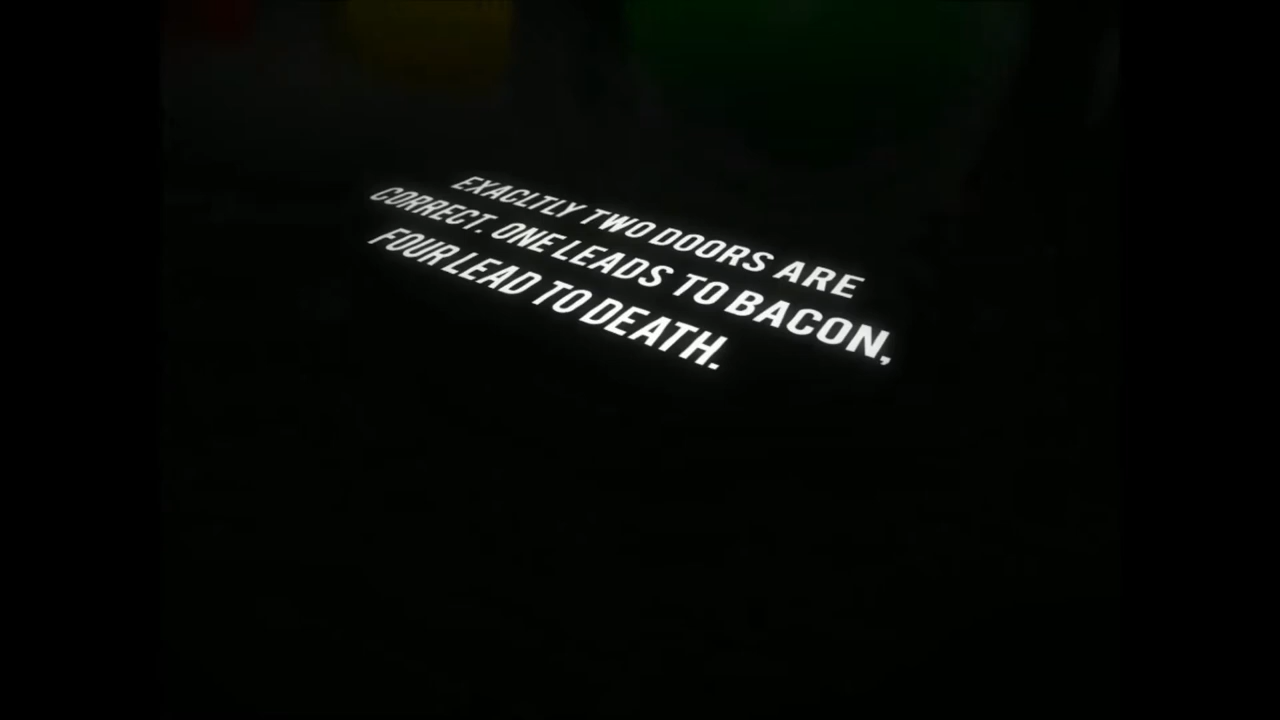 EXACLTLY TWO DOORS ARE
CORRECT. ONE LEADS TO BACON,
FOUR LEAD TO DEATH.